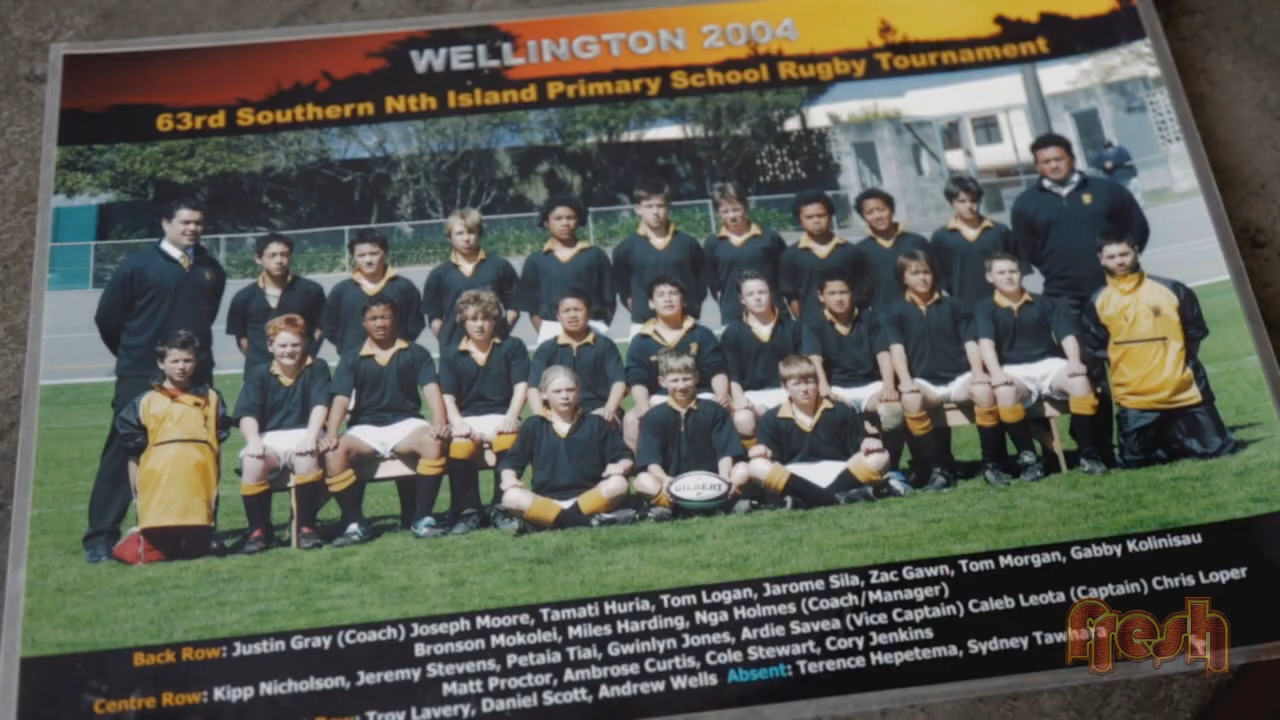 WELLINGTON 2004
63rd Southern Nth Island Primary School Rugby Tournament
GILBERT
Back Row: Justin Gray (Coach) Joseph Moore, Tamati Huria, Tom Logan, Jarome Sila, Zac Gawn, Tom Morgan, Gabby Kolinisau
Bronson Mokolei, Miles Harding, Nga Holmes (Coach/Manager)
Centre Row: Kipp Nicholson, Jeremy Stevens, Petaia Tiai, Gwinlyn Jones, Ardie Savea (Vice Captain) Caleb Leota (Captain) Chris Loper
Matt Proctor, Ambrose Curtis, Cole Stewart, Cory Jenkins
Row: Troy Lavery, Daniel Scott, Andrew Wells Absent: Terence Hepetema, Sydney Tawhara
fresh